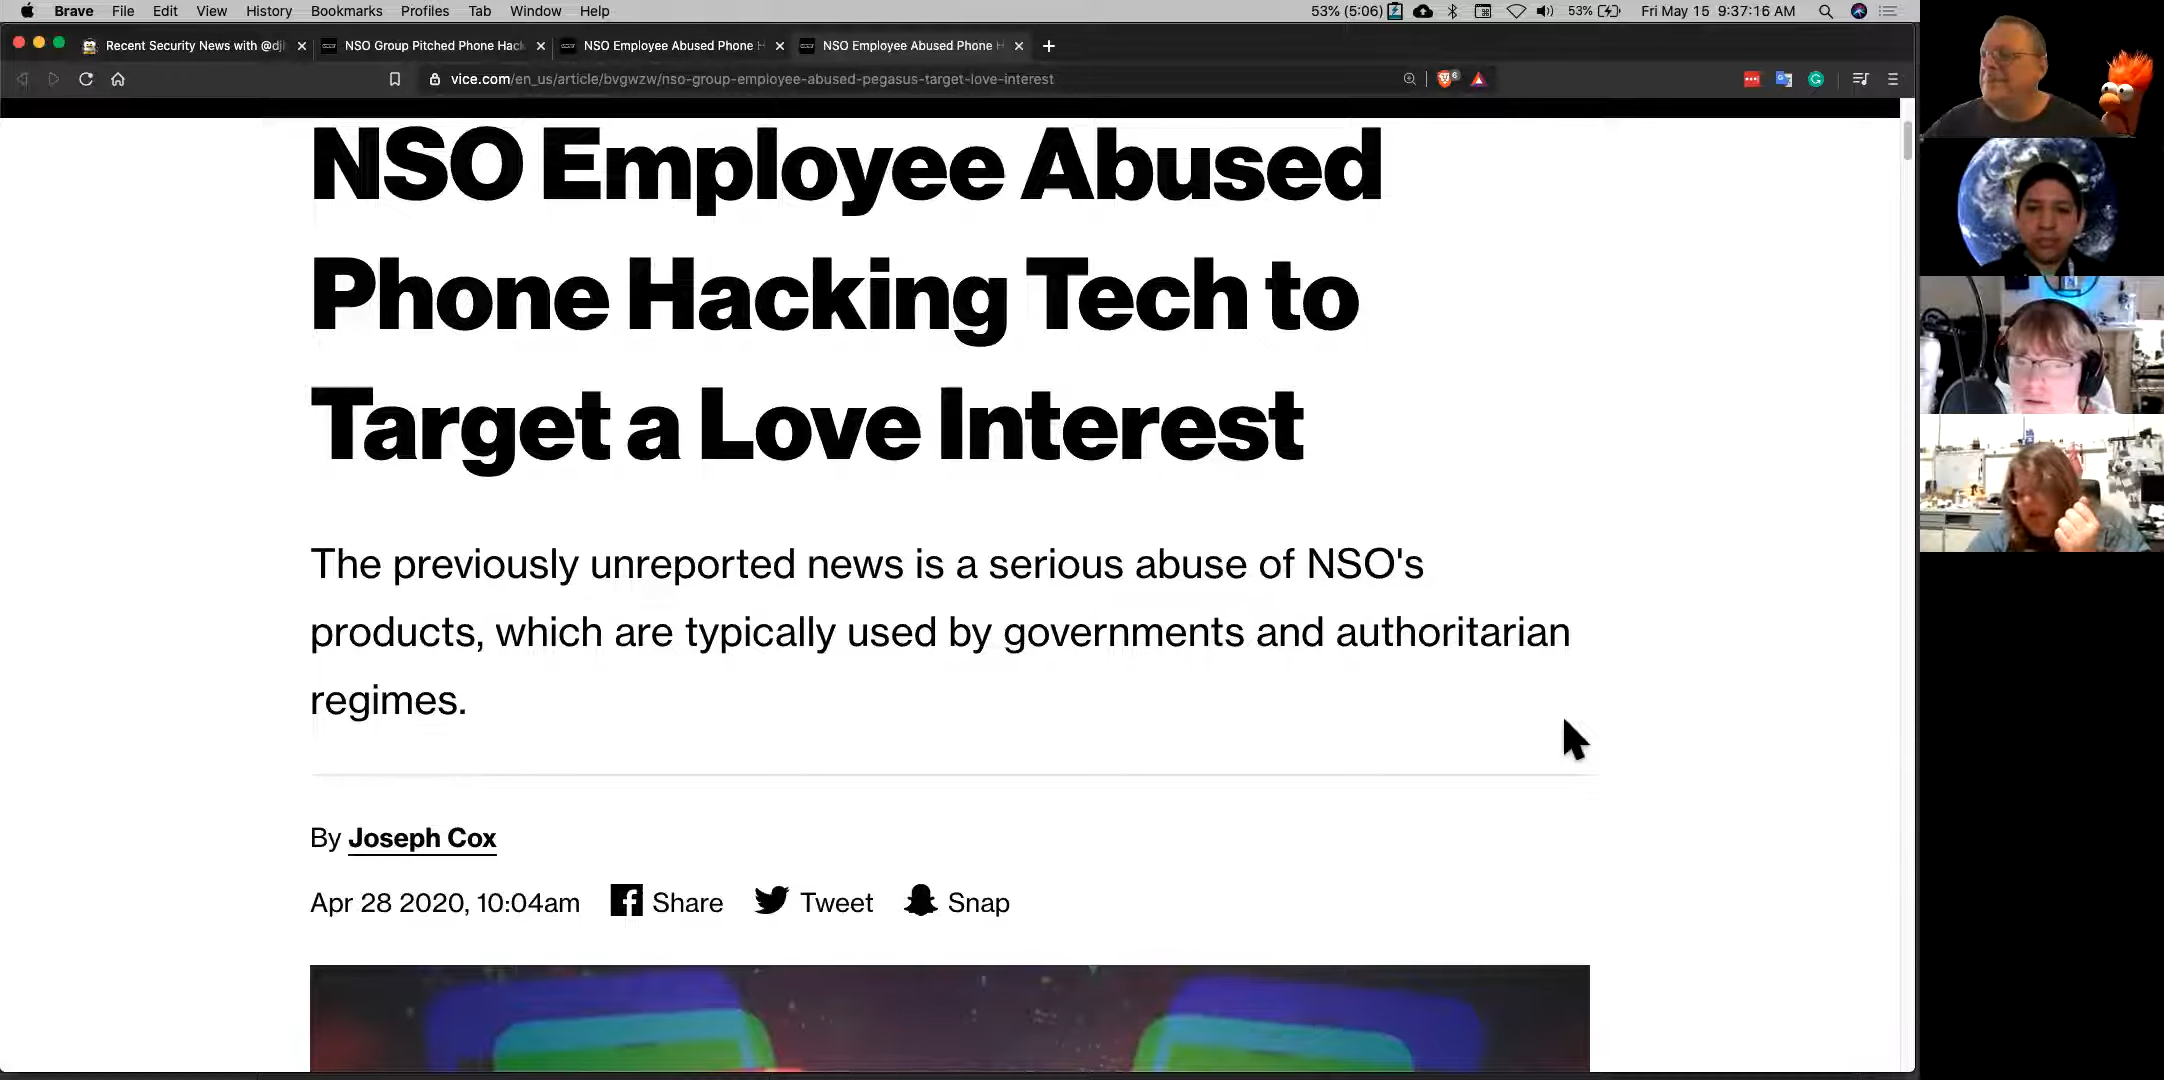 Brave File Edit View History Bookmarks Profiles Tab Window Help 53% (5:06) 53% Fri May 15 9:37:16 AM
Recent Security News with @dj NSO Group Pitched Phone Hac NSO Employee Abused Phone H NSO Employee Abused Phone H
vice.com/en_us/article/bvgwzw/nso-group-employee-abused-pegasus-target-love-interest 6
NSO Employee Abused
Phone Hacking Tech to
Target a Love Interest
The previously unreported news is a serious abuse of NSO's
products, which are typically used by governments and authoritarian
regimes.
By Joseph Cox
Apr 28 2020, 10:04am Share Tweet Snap